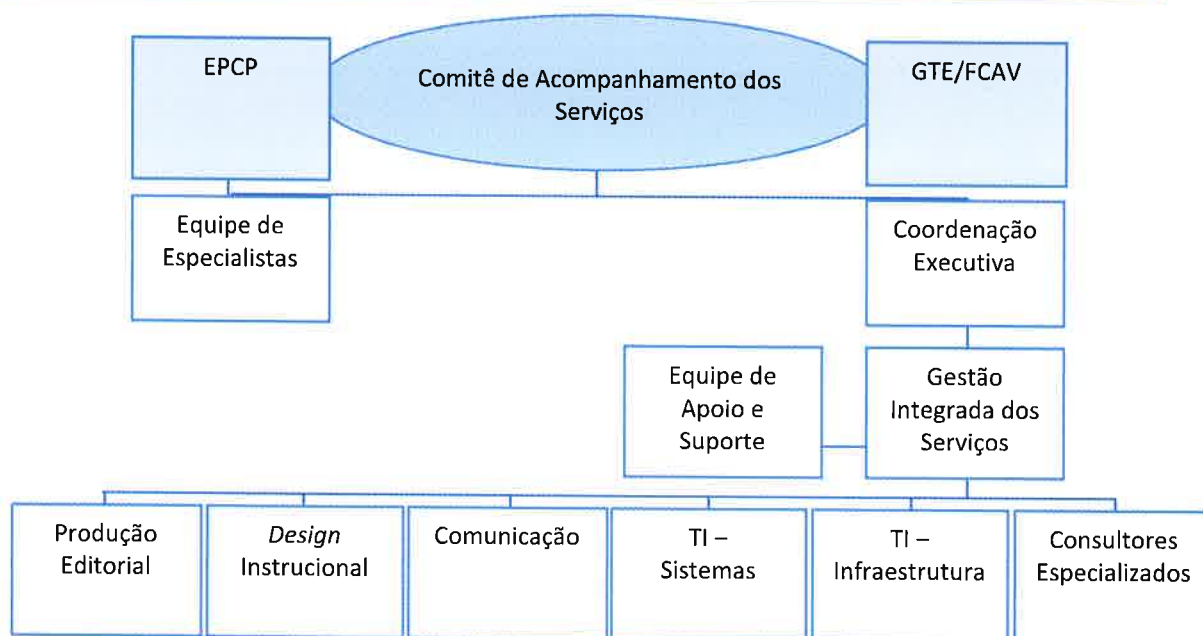 EPCP
Comitê de Acompanhamento dos
Serviços
GTE/FCAV
Equipe de
Especialistas
Coordenação
Executiva
Equipe de
Apoio e
Suporte
Gestão
Integrada dos
Serviços
Produção
Editorial
Design
Instrucional
Comunicação
TI –
Sistemas
TI –
Infraestrutura
Consultores
Especializados